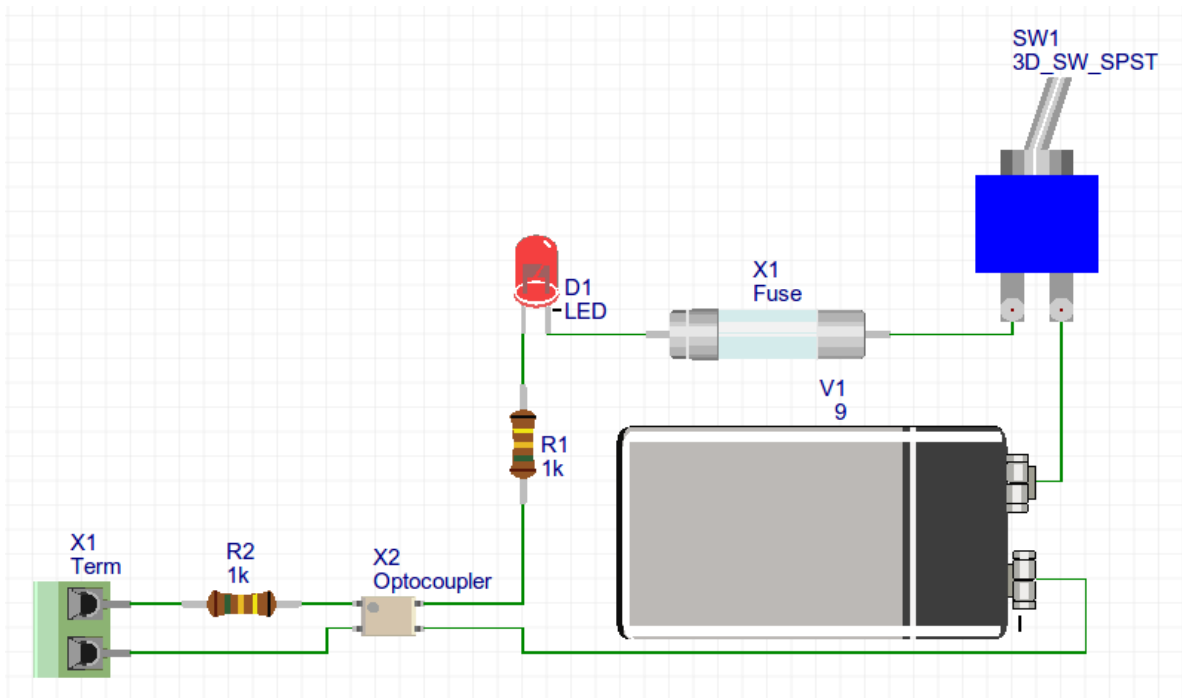 SW1
3D_SW_SPST
D1
LED
X1
Fuse
V1
9
R1
1k
X1
Term
R2
1k
X2
Optocoupler